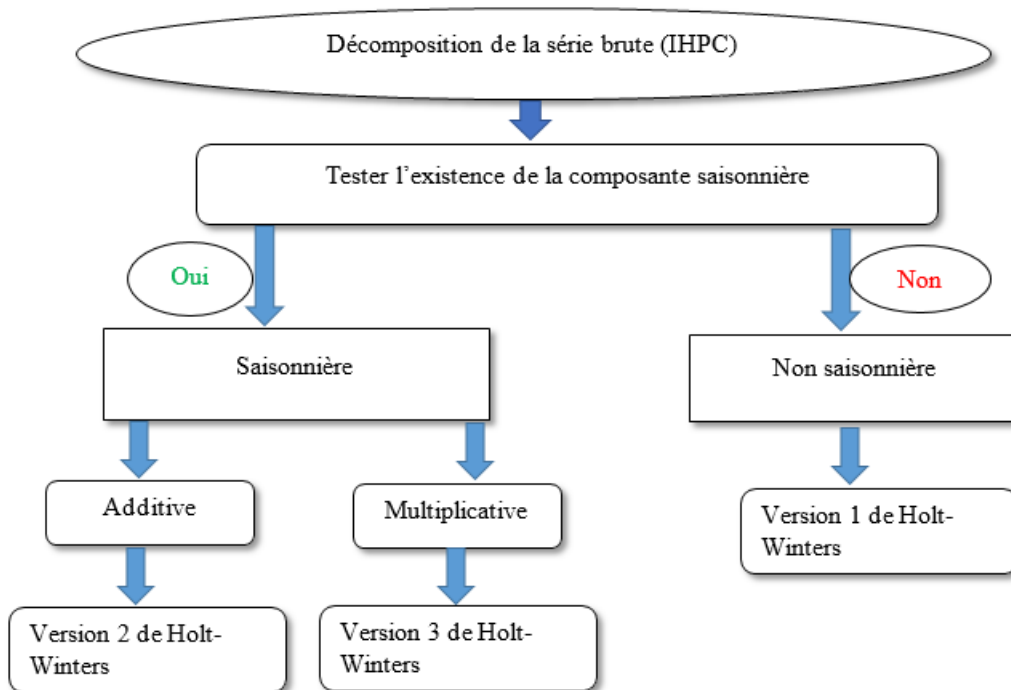 Décomposition de la série brute (IHPC)
Tester l'existence de la composante saisonnière
Oui
Non
Saisonnière
Non saisonnière
Additive
Multiplicative
Version 1 de Holt-
Winters
Version 2 de Holt-
Winters
Version 3 de Holt-
Winters